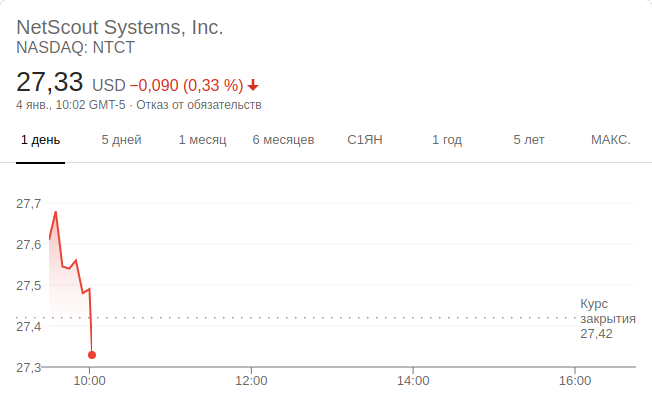 NetScout Systems, Inc.
NASDAQ: NTCT
27,33 USD −0,090 (0,33 %)
4 янв., 10:02 GMT-5 · Отказ от обязательств
1 день 5 дней 1 месяц 6 месяцев С1ЯН 1 год 5 лет МАКС.
27,7
27,6
27,5
Курс
закрытия
27,42
27,4
27,3
10:00 12:00 14:00 16:00